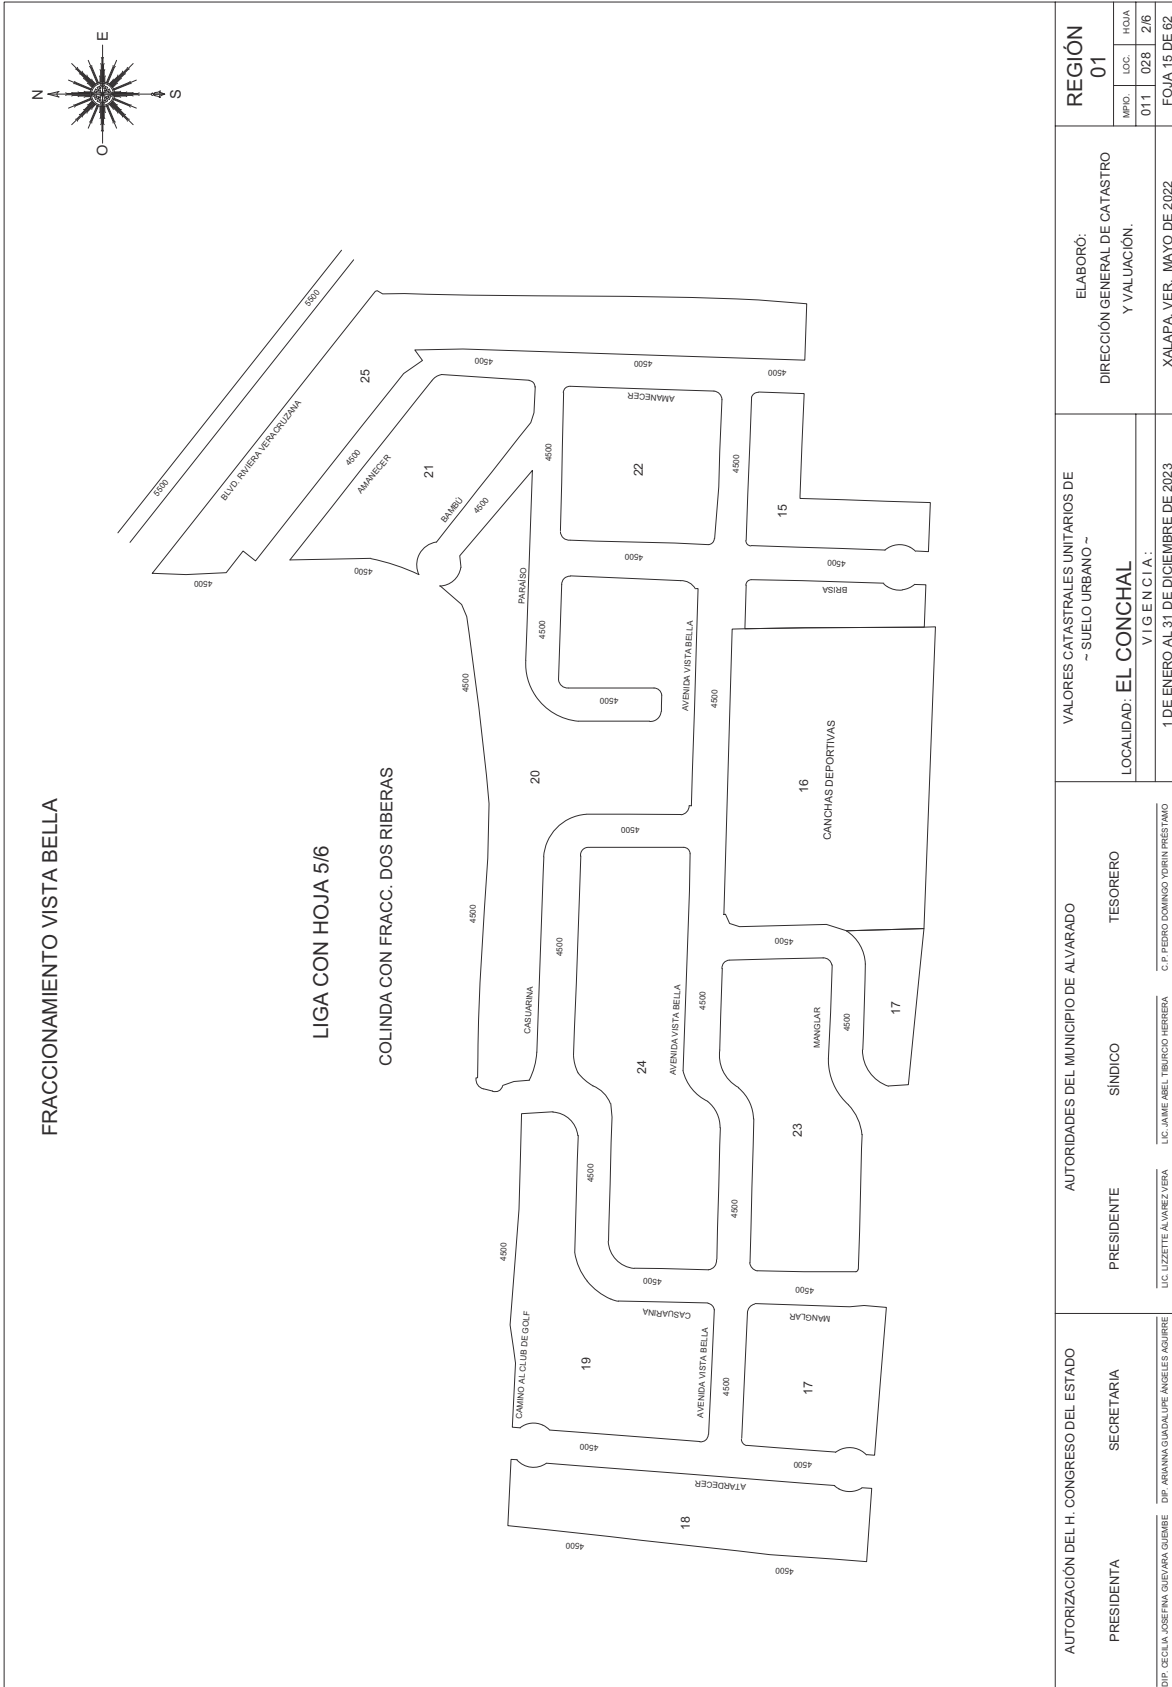 FRACCIONAMIENTO VISTA BELLA
N
E
S
O
LIGA CON HOJA 5/6
COLINDA CON FRACC. DOS RIBERAS
5500
5500
BLVD. RIVIERA VERACRUZANA
25
4500
4500
AMANECER
4500
21
BAMBÚ
4500
4500
4500
4500
AMANECER
4500
22
4500
4500
15
4500
BRISA
PARAÍSO
4500
4500
4500
AVENIDA VISTA BELLA
4500
20
16
CANCHAS DEPORTIVAS
4500
4500
4500
CASUARINA
4500
24
AVENIDA VISTA BELLA
4500
4500
MANGLAR
4500
17
23
4500
4500
4500
CAMINO AL CLUB DE GOLF
19
4500
CASUARINA
AVENIDA VISTA BELLA
4500
4500
MANGLAR
17
4500
4500
ATARDECER
18
4500
4500
AUTORIZACIÓN DEL H. CONGRESO DEL ESTADO
PRESIDENTA
SECRETARIA
DIP. CECILIA JOSEFINA GUEVARA GUEMBE
DIP. ARIANNA GUADALUPE ÁNGELES AGUIRRE
AUTORIDADES DEL MUNICIPIO DE ALVARADO
PRESIDENTE
SÍNDICO
TESORERO
LIC. LIZZETTE ÁLVAREZ VERA
LIC. JAIME ABEL TIBURCIO HERRERA
C.P. PEDRO DOMINGO YDIRIN PRÉSTAMO
VALORES CATASTRALES UNITARIOS DE
~ SUELO URBANO ~
LOCALIDAD: EL CONCHAL
V I G E N C I A :
1 DE ENERO AL 31 DE DICIEMBRE DE 2023
ELABORÓ:
DIRECCIÓN GENERAL DE CATASTRO
Y VALUACIÓN.
XALAPA, VER., MAYO DE 2022
REGIÓN
01
MPIO. LOC. HOJA
011 028 2/6
FOJA 15 DE 62